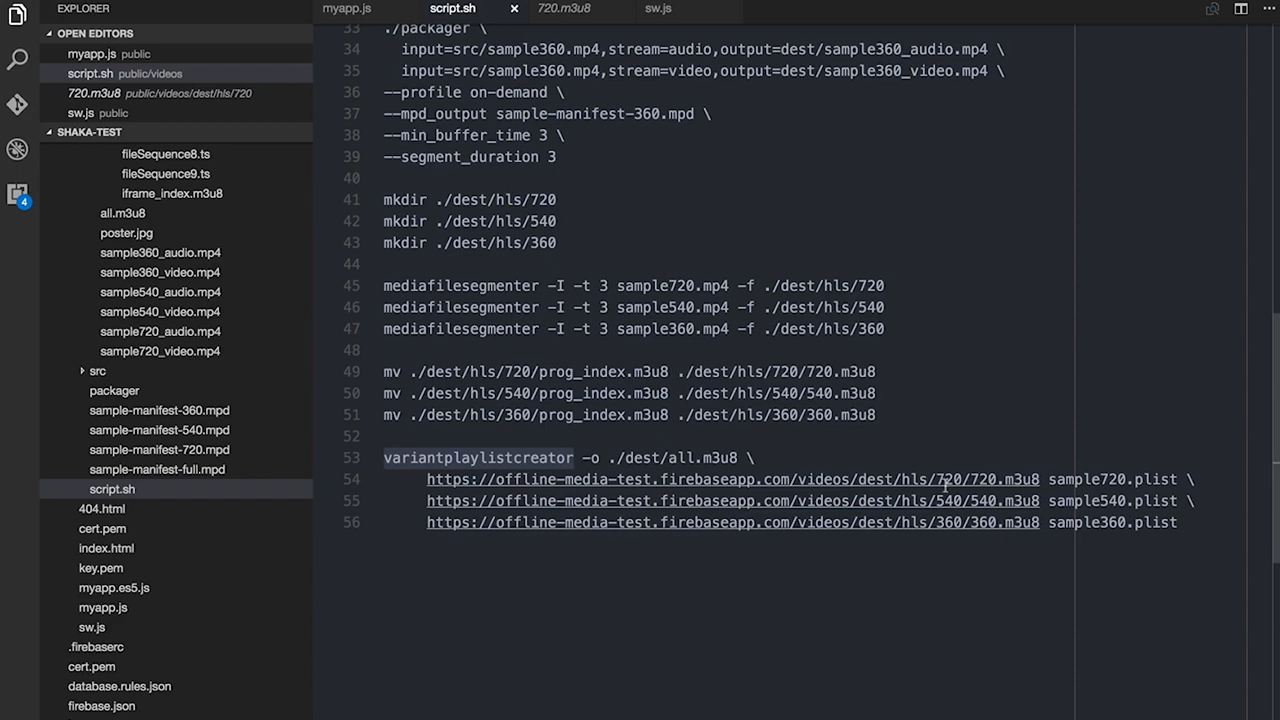 EXPLORER
OPEN EDITORS
myapp.js public
script.sh public/videos
720.m3u8 public/videos/dest/hls/720
sw.js public
SHAKA-TEST
fileSequence8.ts
fileSequence9.ts
iframe_index.m3u8
all.m3u8
poster.jpg
sample360_audio.mp4
sample360_video.mp4
sample540_audio.mp4
sample540_video.mp4
sample720_audio.mp4
sample720_video.mp4
src
packager
sample-manifest-360.mpd
sample-manifest-540.mpd
sample-manifest-720.mpd
sample-manifest-full.mpd
script.sh
404.html
cert.pem
index.html
key.pem
myapp.es5.js
myapp.js
sw.js
.firebaserc
cert.pem
database.rules.json
firebase.json
4
myapp.js script.sh 720.m3u8 sw.js
33 ./packager \
34 input=src/sample360.mp4,stream=audio,output=dest/sample360_audio.mp4 \
35 input=src/sample360.mp4,stream=video,output=dest/sample360_video.mp4 \
36 --profile on-demand \
37 --mpd_output sample-manifest-360.mpd \
38 --min_buffer_time 3 \
39 --segment_duration 3
40
41 mkdir ./dest/hls/720
42 mkdir ./dest/hls/540
43 mkdir ./dest/hls/360
44
45 mediafilesegmenter -I -t 3 sample720.mp4 -f ./dest/hls/720
46 mediafilesegmenter -I -t 3 sample540.mp4 -f ./dest/hls/540
47 mediafilesegmenter -I -t 3 sample360.mp4 -f ./dest/hls/360
48
49 mv ./dest/hls/720/prog_index.m3u8 ./dest/hls/720/720.m3u8
50 mv ./dest/hls/540/prog_index.m3u8 ./dest/hls/540/540.m3u8
51 mv ./dest/hls/360/prog_index.m3u8 ./dest/hls/360/360.m3u8
52
53 variantplaylistcreator -o ./dest/all.m3u8 \
54 https://offline-media-test.firebaseapp.com/videos/dest/hls/720/720.m3u8 sample720.plist \
55 https://offline-media-test.firebaseapp.com/videos/dest/hls/540/540.m3u8 sample540.plist \
56 https://offline-media-test.firebaseapp.com/videos/dest/hls/360/360.m3u8 sample360.plist